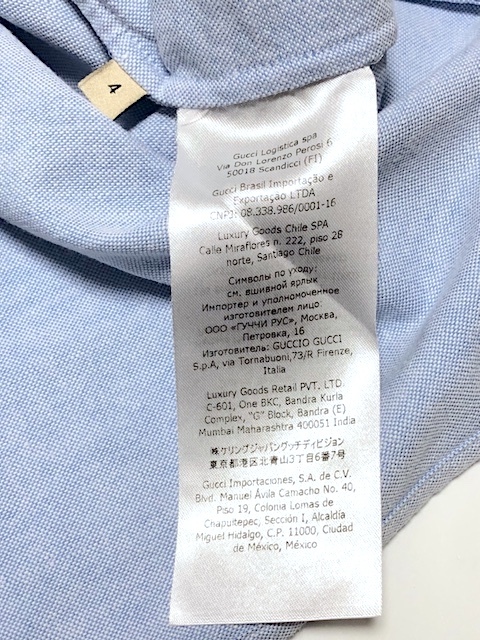 4
Gucci Logistica spa
Via Don Lorenzo Perosi 6
50018 Scandicci (FI)
Gucci Brasil Importação e
Exportação LTDA
CNPJ: 08.338.986/0001-16
Luxury Goods Chile SPA
Calle Miraflores n. 222, piso 28
norte, Santiago Chile
Символы по уходу:
см. вшивной ярлык
Импортер и уполномоченное
изготовителем лицо:
ООО «ГУЧЧИ РУС», Москва,
Петровка, 16
Изготовитель: GUCCIO GUCCI
S.p.A, via Tornabuoni,73/R Firenze,
Italia
Luxury Goods Retail PVT. LTD.
C-601, One BKC, Bandra Kurla
Complex, "G" Block, Bandra (E)
Mumbai Maharashtra 400051 India
㈱ケリングジャパングッチディビジョン
東京都港区北青山3丁目6番7号
Gucci Importaciones, S.A. de C.V.
Blvd. Manuel Ávila Camacho No. 40,
Piso 19, Colonia Lomas de
Chapultepec, Sección I, Alcaldía
Miguel Hidalgo, C.P. 11000, Ciudad
de México, México